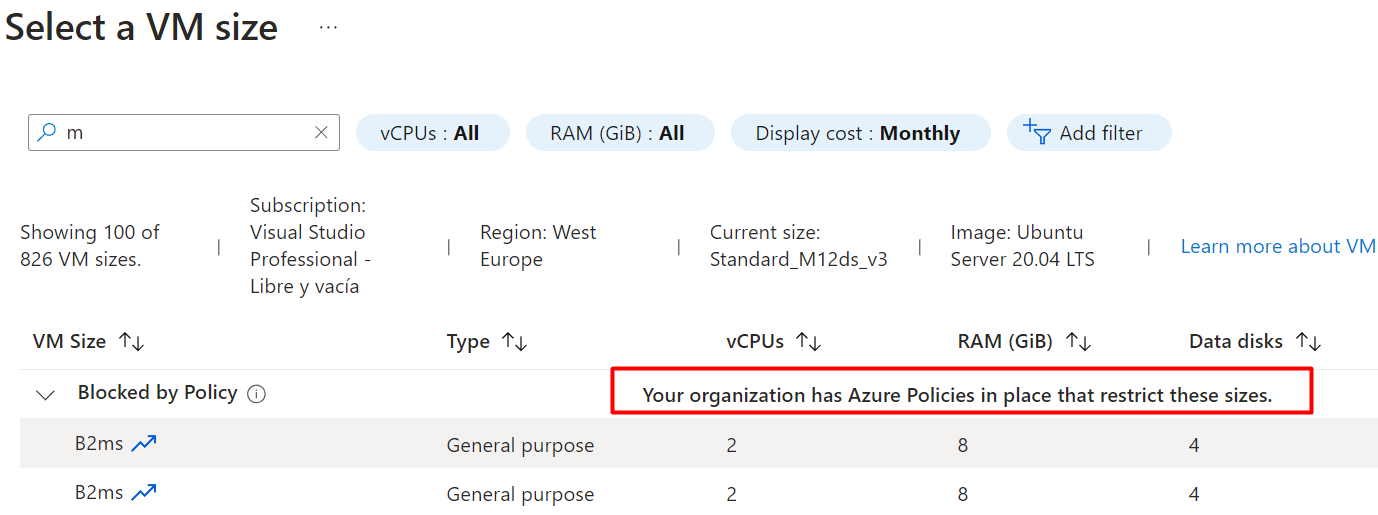 Select a VM size ...
m
vCPUs : All
RAM (GiB) : All
Display cost : Monthly
Add filter
Showing 100 of
826 VM sizes.
Subscription:
Visual Studio
Professional -
Libre y vacía
Region: West
Europe
Current size:
Standard_M12ds_v3
Image: Ubuntu
Server 20.04 LTS
Learn more about VM
VM Size Type vCPUs RAM (GiB) Data disks
Blocked by Policy Your organization has Azure Policies in place that restrict these sizes.
B2ms General purpose 2 8 4
B2ms General purpose 2 8 4